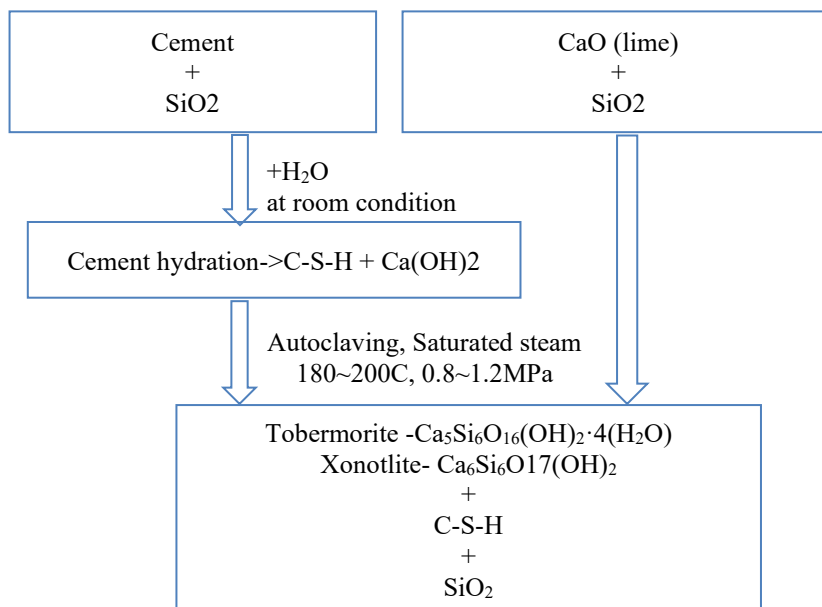 Cement
+
SiO2
CaO (lime)
+
SiO2
+H₂O
at room condition
Cement hydration->C-S-H + Ca(OH)2
Autoclaving, Saturated steam
180~200C, 0.8~1.2MPa
Tobermorite -Ca₅Si₆O₁₆(OH)₂·4(H₂O)
Xonotlite- Ca₆Si₆O17(OH)₂
+
C-S-H
+
SiO₂